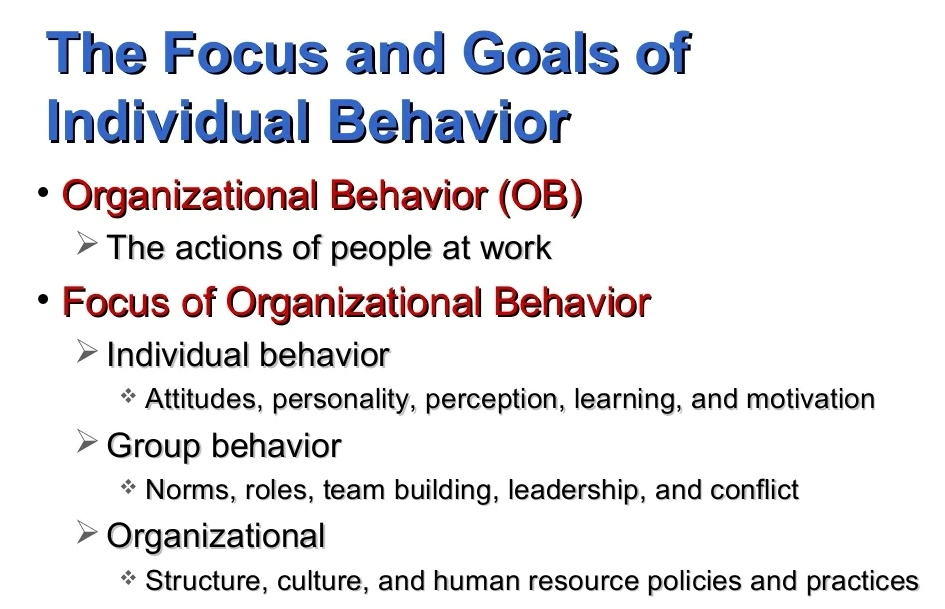 The Focus and Goals of
Individual Behavior
• Organizational Behavior (OB)
➢ The actions of people at work
• Focus of Organizational Behavior
➢ Individual behavior
❖ Attitudes, personality, perception, learning, and motivation
➢ Group behavior
❖ Norms, roles, team building, leadership, and conflict
➢ Organizational
❖ Structure, culture, and human resource policies and practices